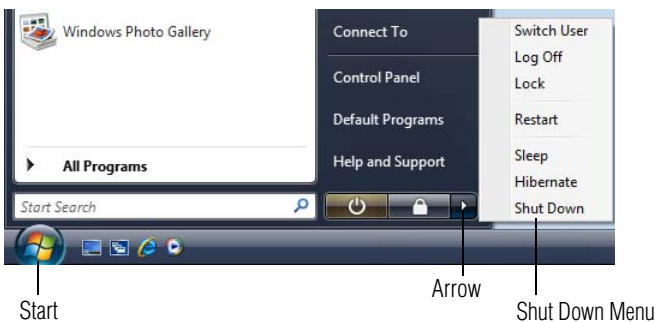 Windows Photo Gallery
All Programs
Start Search
Connect To
Control Panel
Default Programs
Help and Support
Switch User
Log Off
Lock
Restart
Sleep
Hibernate
Shut Down
Start
Arrow
Shut Down Menu